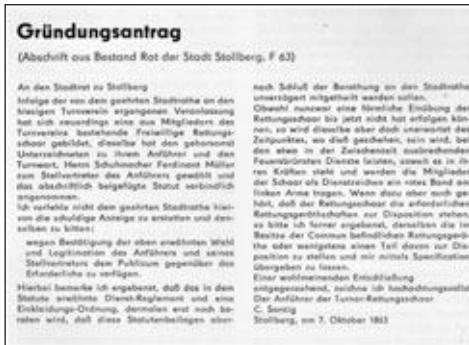 Gründungsantrag
(Abschrift aus Bestand Rat der Stadt Stollberg, F 63)
An den Stadtrat zu Stollberg
Infolge der von dem geehrten Stadtrathe an den
hiesigen Turnverein ergangenen Veranlassung
hat sich neuerdings eine aus Mitgliedern des
Turnvereins bestehende Freiwillige Rettungs-
schaar gebildet, dieselbe hat den gehorsamst
Unterzeichneten zu ihrem Anführer und den
Turnwart, Herrn Schuhmacher Ferdinand Müller
zum Stellvertreter des Anführers gewählt und
das abschriftlich beigefügte Statut verbindlich
angenommen.
Ich verfehle nicht dem geehrten Stadtrathe hier-
von die schuldige Anzeige zu erstatten und den-
selben zu bitten:
wegen Bestätigung der oben erwähnten Wahl
und Legitimation des Anführers und seines
Stellvertreters dem Publicum gegenüber das
Erforderliche zu verfügen.
Hierbei bemerke ich ergebenst, daß das in dem
Statute erwähnte Dienst-Reglement und eine
Einkleidungs-Ordnung, dermalen erst noch be-
raten wird, daß diese Statutenbeilagen aber
nach Schluß der Berathung an den Stadtrathe
unverzögert mitgetheilt werden sollen.
Obwohl nunzwar eine förmliche Einübung der
Rettungsschaar bis jetzt nicht hat erfolgen kön-
nen, so wird dieselbe aber doch unerwartet des
Zeitpunktes, wo dieß geschehen, sein wird, bei
den etwa in der Zwischenzeit ausbrechenden
Feuersbrünsten Dienste leisten, soweit es in ih-
ren Kräften steht und werden die Mitglieder
der Schaar als Dienstzeichen ein rotes Band am
linken Arme tragen. Wenn dazu aber auch ge-
hört, daß der Rettungsschaar die erforderlichen
Rettungsgeräthschaften zur Disposition stehen,
so bitte ich ferner ergebenst, derselben die im
Besitze der Commun befindlichen Rettungsgerä-
the oder wenigstens einen Teil davon zur Dis-
position zu stellen und mir mittels Specification
übergeben zu lassen.
Einer wohlmeinenden Entschließung
entgegensehend, zeichne ich hochachtungsvollst
Der Anführer der Turner-Rettungsschaar
C.
Stollberg, am 7. Oktober 1863